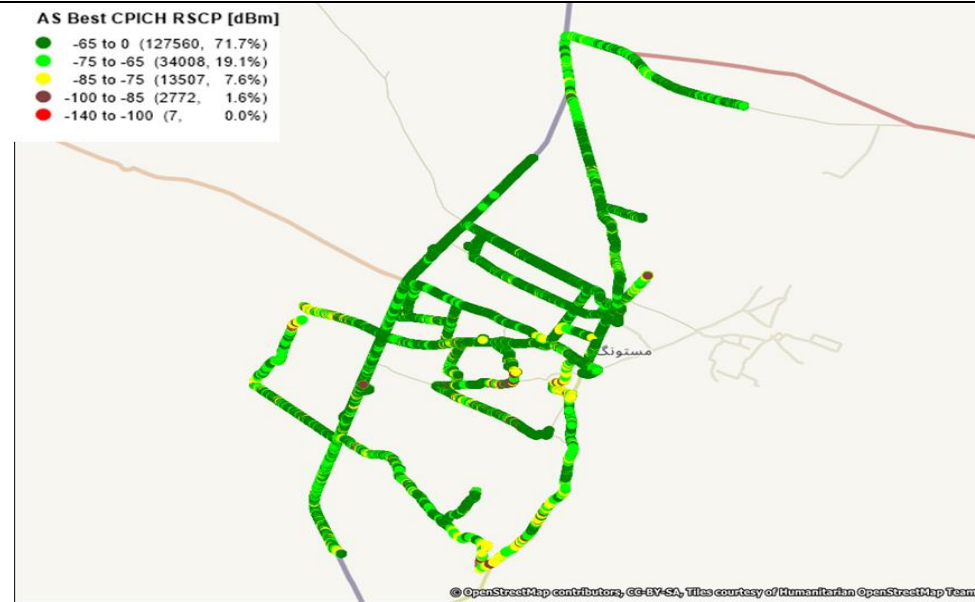 AS Best CPICH RSCP [dBm]
-65 to 0 (127560, 71.7%)
-75 to -65 (34008, 19.1%)
-85 to -75 (13507, 7.6%)
-100 to -85 (2772, 1.6%)
-140 to -100 (7, 0.0%)
مستونگ
© OpenStreetMap contributors, CC-BY-SA, Tiles courtesy of Humanitarian OpenStreetMap Team